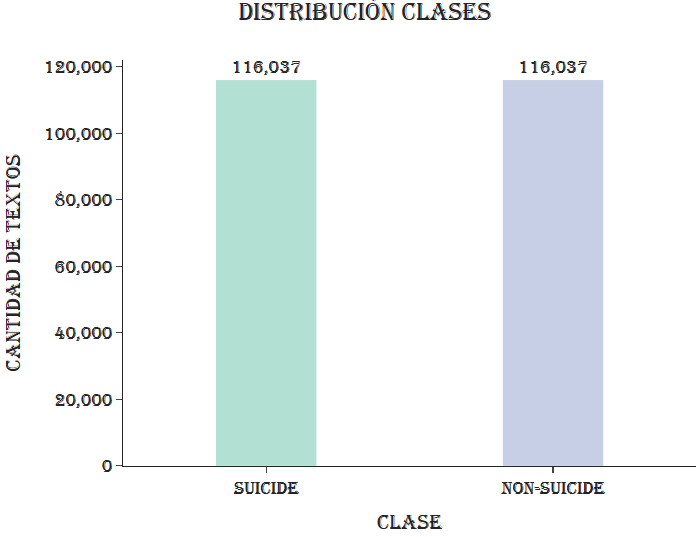 DISTRIBUCIÓN CLASES
CANTIDAD DE TEXTOS
120,000
100,000
80,000
60,000
40,000
20,000
0
116,037
116,037
SUICIDE
NON-SUICIDE
CLASE